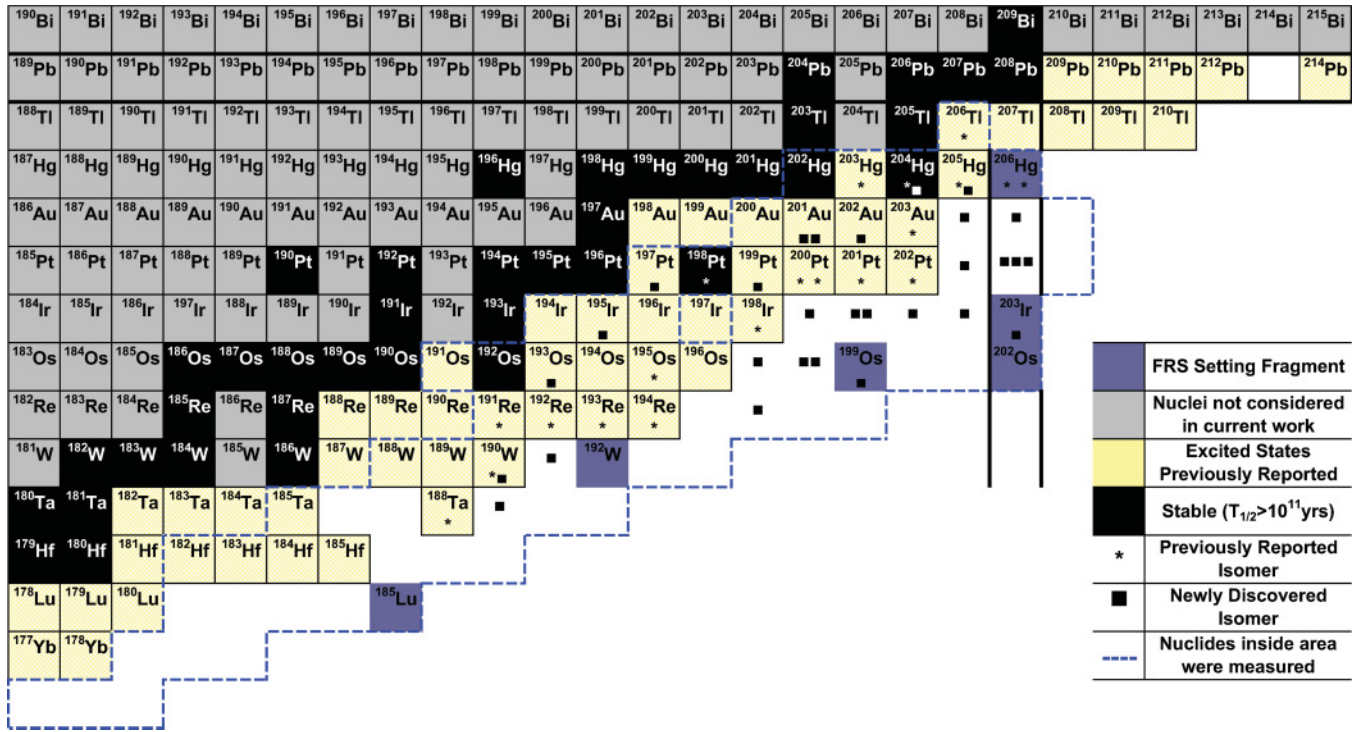 190Bi 191Bi 192Bi 193Bi 194Bi 195Bi 196Bi 197Bi 198Bi 199Bi 200Bi 201Bi 202Bi 203Bi 204Bi 205Bi 206Bi 207Bi 208Bi 209Bi 210Bi 211Bi 212Bi 213Bi 214Bi 215Bi
189Pb 190Pb 191Pb 192Pb 193Pb 194Pb 195Pb 196Pb 197Pb 198Pb 199Pb 200Pb 201Pb 202Pb 203Pb 204Pb 205Pb 206Pb 207Pb 208Pb 209Pb 210Pb 211Pb 212Pb 214Pb
188Tl 189Tl 190Tl 191Tl 192Tl 193Tl 194Tl 195Tl 196Tl 197Tl 198Tl 199Tl 200Tl 201Tl 202Tl 203Tl 204Tl 205Tl 206Tl 207Tl 208Tl 209Tl 210Tl
187Hg 188Hg 189Hg 190Hg 191Hg 192Hg 193Hg 194Hg 195Hg 196Hg 197Hg 198Hg 199Hg 200Hg 201Hg 202Hg 203Hg 204Hg 205Hg 206Hg
186Au 187Au 188Au 189Au 190Au 191Au 192Au 193Au 194Au 195Au 196Au 197Au 198Au 199Au 200Au 201Au 202Au 203Au
185Pt 186Pt 187Pt 188Pt 189Pt 190Pt 191Pt 192Pt 193Pt 194Pt 195Pt 196Pt 197Pt 198Pt 199Pt 200Pt 201Pt 202Pt
184Ir 185Ir 186Ir 197Ir 188Ir 189Ir 190Ir 191Ir 192Ir 193Ir 194Ir 195Ir 196Ir 197Ir 198Ir 203Ir
183Os 184Os 185Os 186Os 187Os 188Os 189Os 190Os 191Os 192Os 193Os 194Os 195Os 196Os 199Os 202Os
182Re 183Re 184Re 185Re 186Re 187Re 188Re 189Re 190Re 191Re 192Re 193Re 194Re
181W 182W 183W 184W 185W 186W 187W 188W 189W 190W 192W
180Ta 181Ta 182Ta 183Ta 184Ta 185Ta 188Ta
179Hf 180Hf 181Hf 182Hf 183Hf 184Hf 185Hf
178Lu 179Lu 180Lu 185Lu
177Yb 178Yb
FRS Setting Fragment
Nuclei not considered
in current work
Excited States
Previously Reported
Stable (T1/2>10^11yrs)
* Previously Reported
Isomer
Newly Discovered
Isomer
Nuclides inside area
were measured